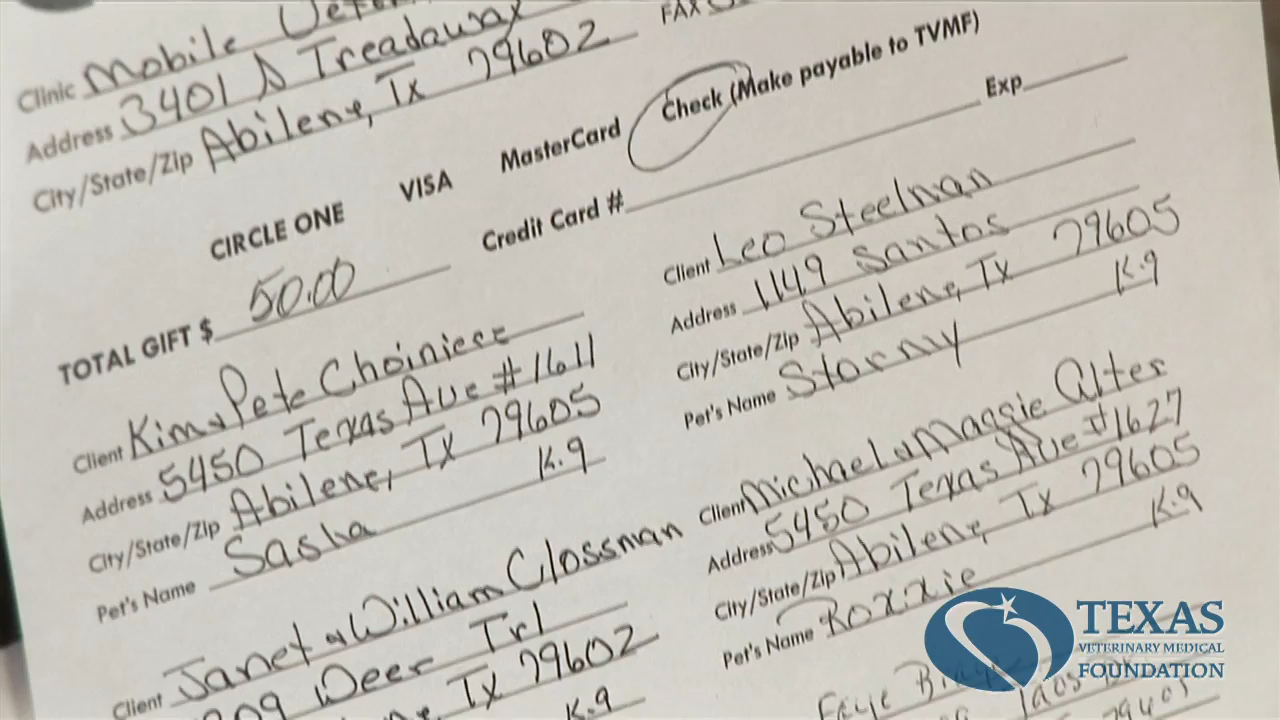 Clinic Mobile
FAX
Address 3401 S Treadaway
City/State/Zip Abilene, Tx 79602
CIRCLE ONE VISA MasterCard Check (Make payable to TVMF)
Credit Card # Exp
TOTAL GIFT $ 50.00
Client Kim & Pete Choiniere
Address 5450 Texas Ave #1611
City/State/Zip Abilene, Tx 79605
Pet's Name Sasha K-9
Client Leo Steelman
Address 1149 Santos
City/State/Zip Abilene, Tx 79605
Pet's Name Stormy K-9
Client Janet & William Clossman
Deer Trl
Tx 79602
K-9
Client Michael & Maggie Alter
Address 5450 Texas Ave #1627
City/State/Zip Abilene, Tx 79605
Pet's Name Roxxie K-9
Faye
TEXAS
VETERINARY MEDICAL
FOUNDATION